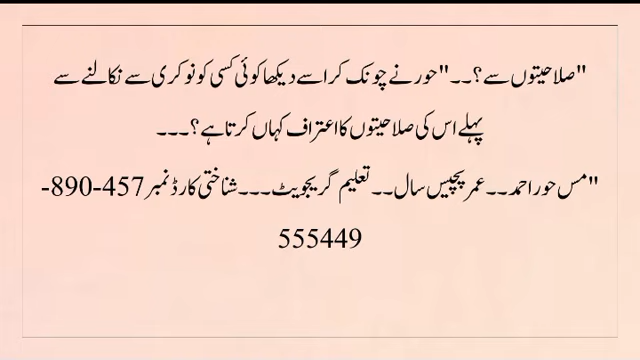 "صلاحیتوں سے؟۔۔"حور نے چونک کر اسے دیکھا کوئی کسی کو نوکری سے نکالنے سے
پہلے اس کی صلاحیتوں کا اعتراف کہاں کرتا ہے؟۔۔۔
"مس حور احمد۔۔عمر پچیس سال۔۔تعلیم گریجویٹ۔۔۔شناختی کارڈ نمبر 457-890-
555449